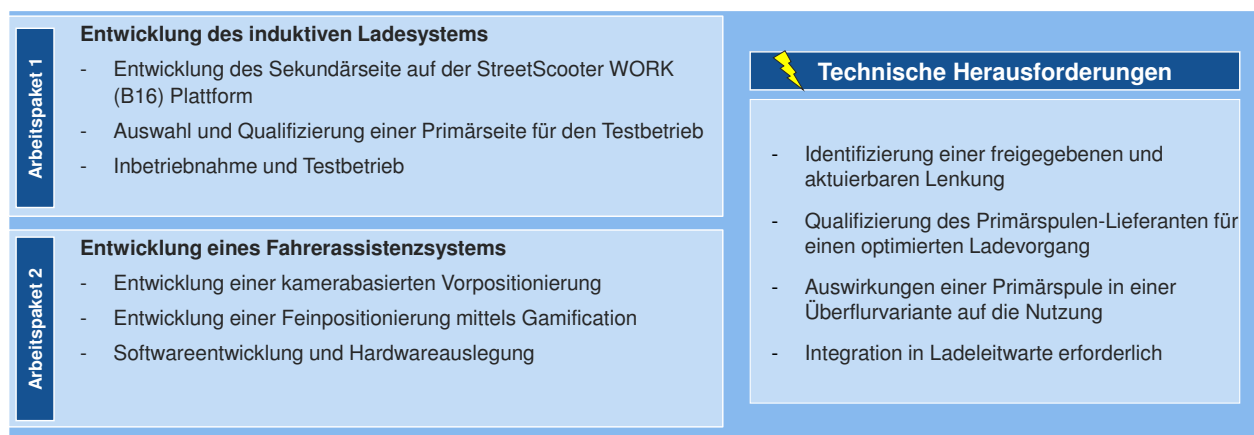 Arbeitspaket 1
Entwicklung des induktiven Ladesystems
- Entwicklung des Sekundärseite auf der StreetScooter WORK
(B16) Plattform
- Auswahl und Qualifizierung einer Primärseite für den Testbetrieb
- Inbetriebnahme und Testbetrieb
Arbeitspaket 2
Entwicklung eines Fahrerassistenzsystems
- Entwicklung einer kamerabasierten Vorpositionierung
- Entwicklung einer Feinpositionierung mittels Gamification
- Softwareentwicklung und Hardwareauslegung
Technische Herausforderungen
- Identifizierung einer freigegebenen und
aktuierbaren Lenkung
- Qualifizierung des Primärspulen-Lieferanten für
einen optimierten Ladevorgang
- Auswirkungen einer Primärspule in einer
Überflurvariante auf die Nutzung
- Integration in Ladeleitwarte erforderlich